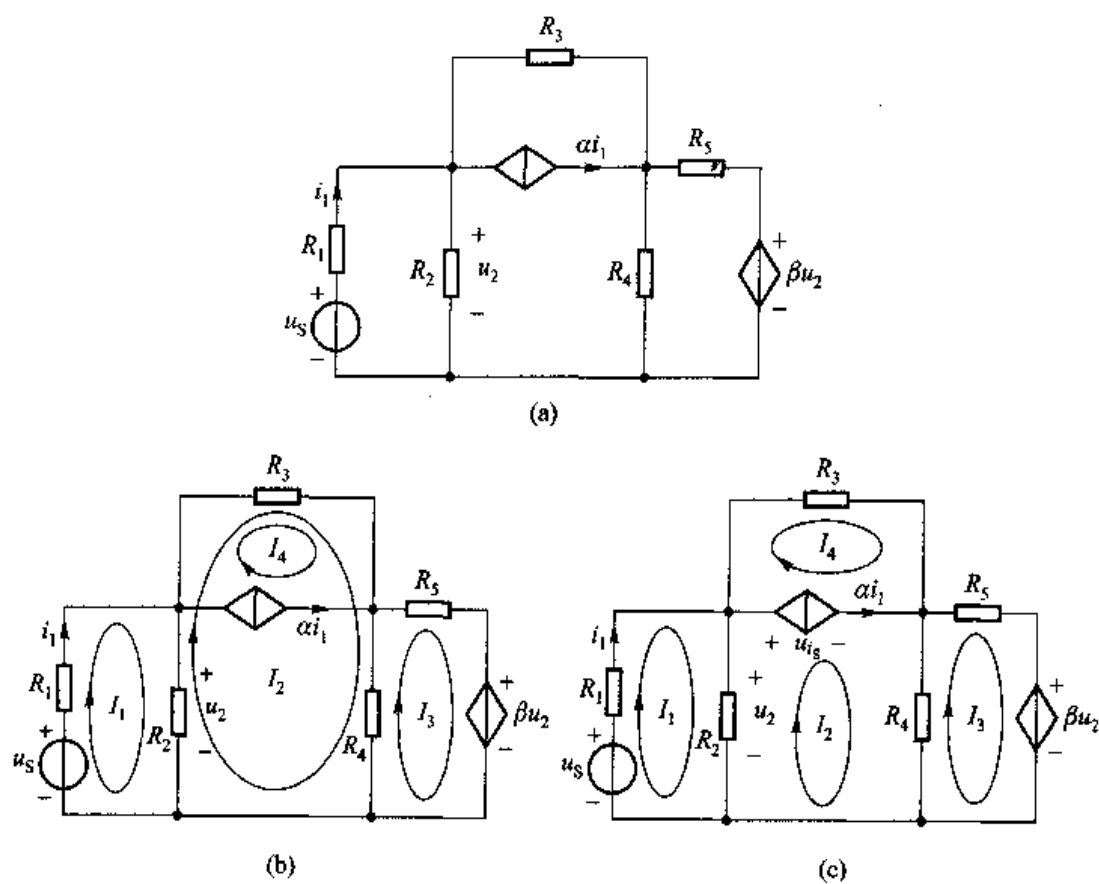 R3
αi1
R5
i1
R1
+
R2
u2
R4
+
βu2
+
uS
−
−
−
(a)
R3
I4
R5
i1
αi1
R1
I1
+
R2
u2
−
I2
R4
I3
+
βu2
−
+
uS
−
(b)
R3
I4
αi1
R5
i1
+ uis −
R1
I1
+
R2
u2
−
I2
R4
I3
+
βu2
−
+
uS
−
(c)